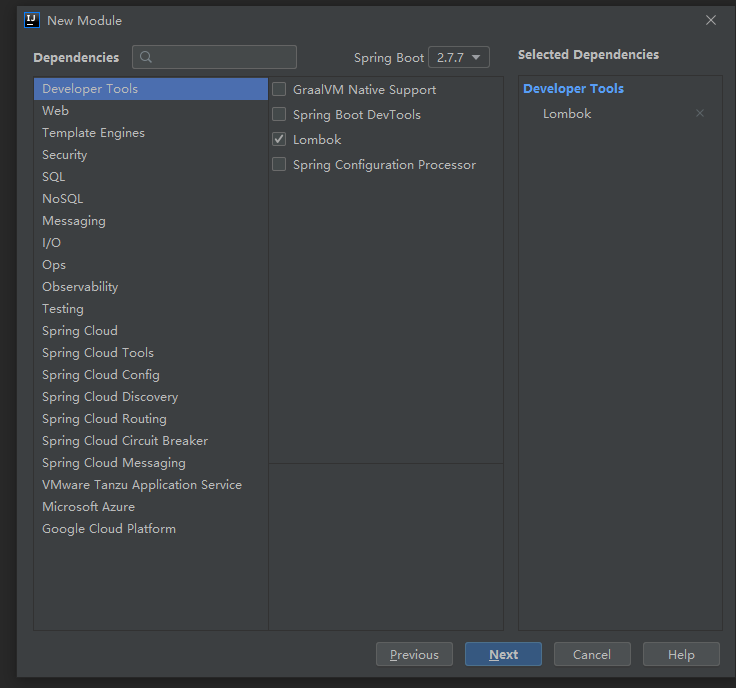 IJ New Module
Dependencies
Spring Boot 2.7.7
Selected Dependencies
Developer Tools
Web
Template Engines
Security
SQL
NoSQL
Messaging
I/O
Ops
Observability
Testing
Spring Cloud
Spring Cloud Tools
Spring Cloud Config
Spring Cloud Discovery
Spring Cloud Routing
Spring Cloud Circuit Breaker
Spring Cloud Messaging
VMware Tanzu Application Service
Microsoft Azure
Google Cloud Platform
GraalVM Native Support
Spring Boot DevTools
Lombok
Spring Configuration Processor
Developer Tools
Lombok
Previous
Next
Cancel
Help